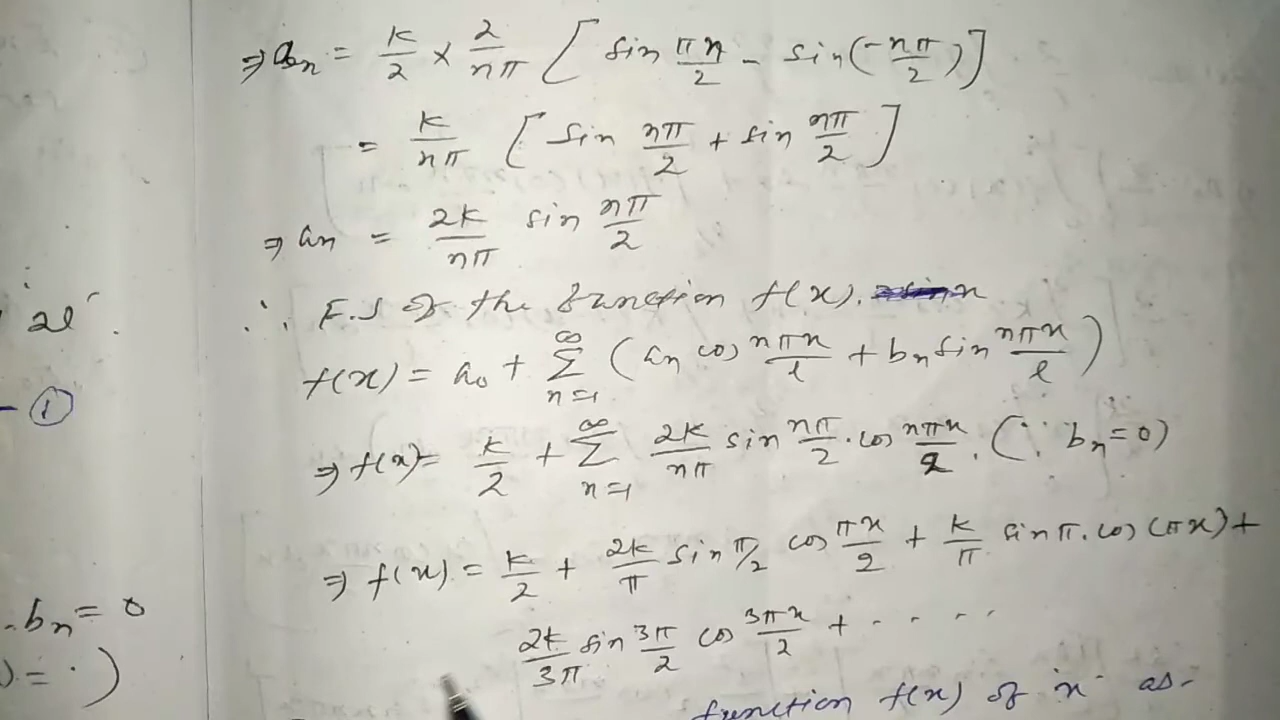 ⇒ an = K/2 × 2/nπ [ sin πn/2 - sin(-nπ/2) ]
= K/nπ [ sin nπ/2 + sin nπ/2 ]
⇒ an = 2K/nπ sin nπ/2
∴ F.S of the function f(x).
f(x) = a₀ + ∞ Σ n=1 (an cos nπx/l + bn sin nπx/l)
⇒ f(x) = K/2 + ∞ Σ n=1 2K/nπ sin nπ/2 · cos nπx/2. (∵ bn = 0)
⇒ f(x) = K/2 + 2K/π sin π/2 cos πx/2 + K/π sin π. cos(πx) +
2K/3π sin 3π/2 cos 3πx/2 + ....
function f(x) of x as-
2l.
- ①
bn = 0
= · )